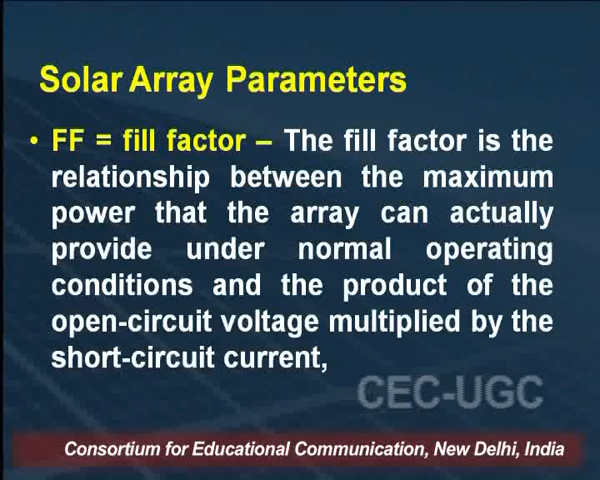 Solar Array Parameters
• FF = fill factor – The fill factor is the
relationship between the maximum
power that the array can actually
provide under normal operating
conditions and the product of the
open-circuit voltage multiplied by the
short-circuit current,
CEC-UGC
Consortium for Educational Communication, New Delhi, India